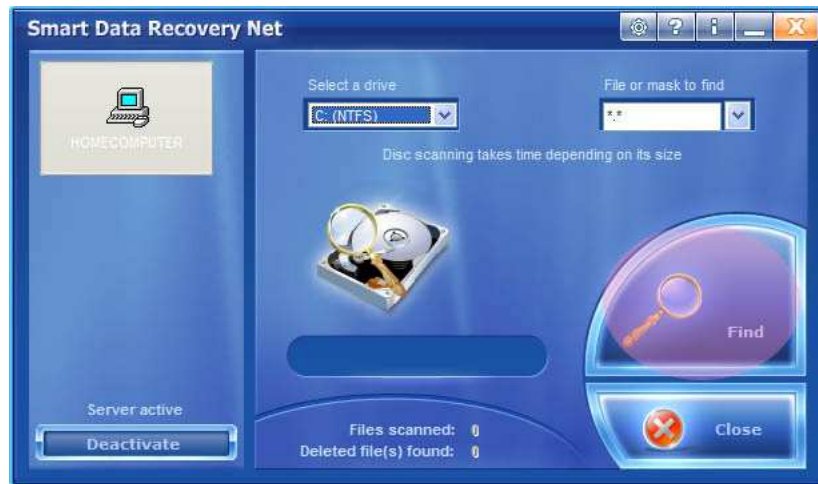 Smart Data Recovery Net
HOMECOMPUTER
Server active
Deactivate
Select a drive
C: (NTFS)
File or mask to find
*.*
Disc scanning takes time depending on its size
Find
Files scanned: 0
Deleted file(s) found: 0
Close